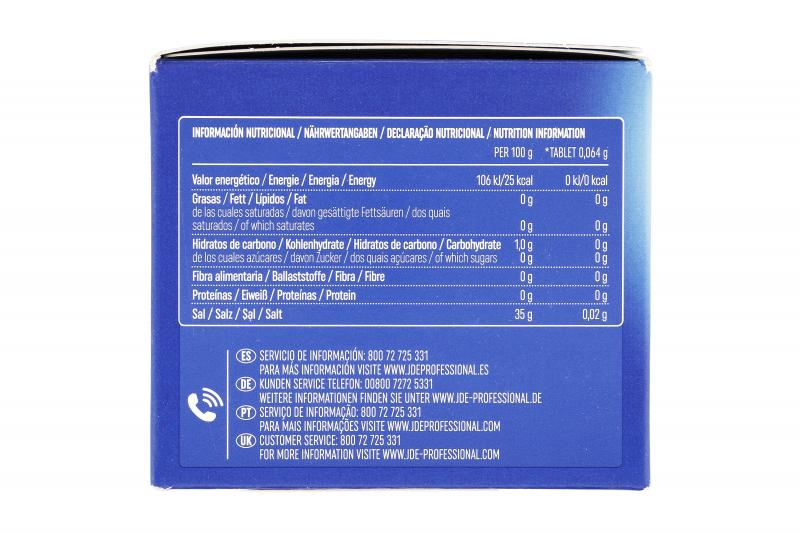 INFORMACIÓN NUTRICIONAL / NÄHRWERTANGABEN / DECLARAÇÃO NUTRICIONAL / NUTRITION INFORMATION
PER 100 g *TABLET 0,064 g
Valor energético / Energie / Energia / Energy 106 kJ/25 kcal 0 kJ/0 kcal
Grasas / Fett / Lípidos / Fat 0 g 0 g
de las cuales saturadas / davon gesättigte Fettsäuren / dos quais
saturados / of which saturates 0 g 0 g
Hidratos de carbono / Kohlenhydrate / Hidratos de carbono / Carbohydrate 1,0 g 0 g
de los cuales azúcares / davon Zucker / dos quais açúcares / of which sugars 0 g 0 g
Fibra alimentaria / Ballaststoffe / Fibra / Fibre 0 g 0 g
Proteínas / Eiweiß / Proteínas / Protein 0 g 0 g
Sal / Salz / Sal / Salt 35 g 0,02 g
ES SERVICIO DE INFORMACIÓN: 800 72 725 331
PARA MÁS INFORMACIÓN VISITE WWW.JDEPROFESSIONAL.ES
DE KUNDEN SERVICE TELEFON: 00800 7272 5331
WEITERE INFORMATIONEN FINDEN SIE UNTER WWW.JDE-PROFESSIONAL.DE
PT SERVIÇO DE INFORMAÇÃO: 800 72 725 331
PARA MAIS INFORMAÇÕES VISITE WWW.JDEPROFESSIONAL.COM
UK CUSTOMER SERVICE: 800 72 725 331
FOR MORE INFORMATION VISITE WWW.JDE-PROFESSIONAL.COM